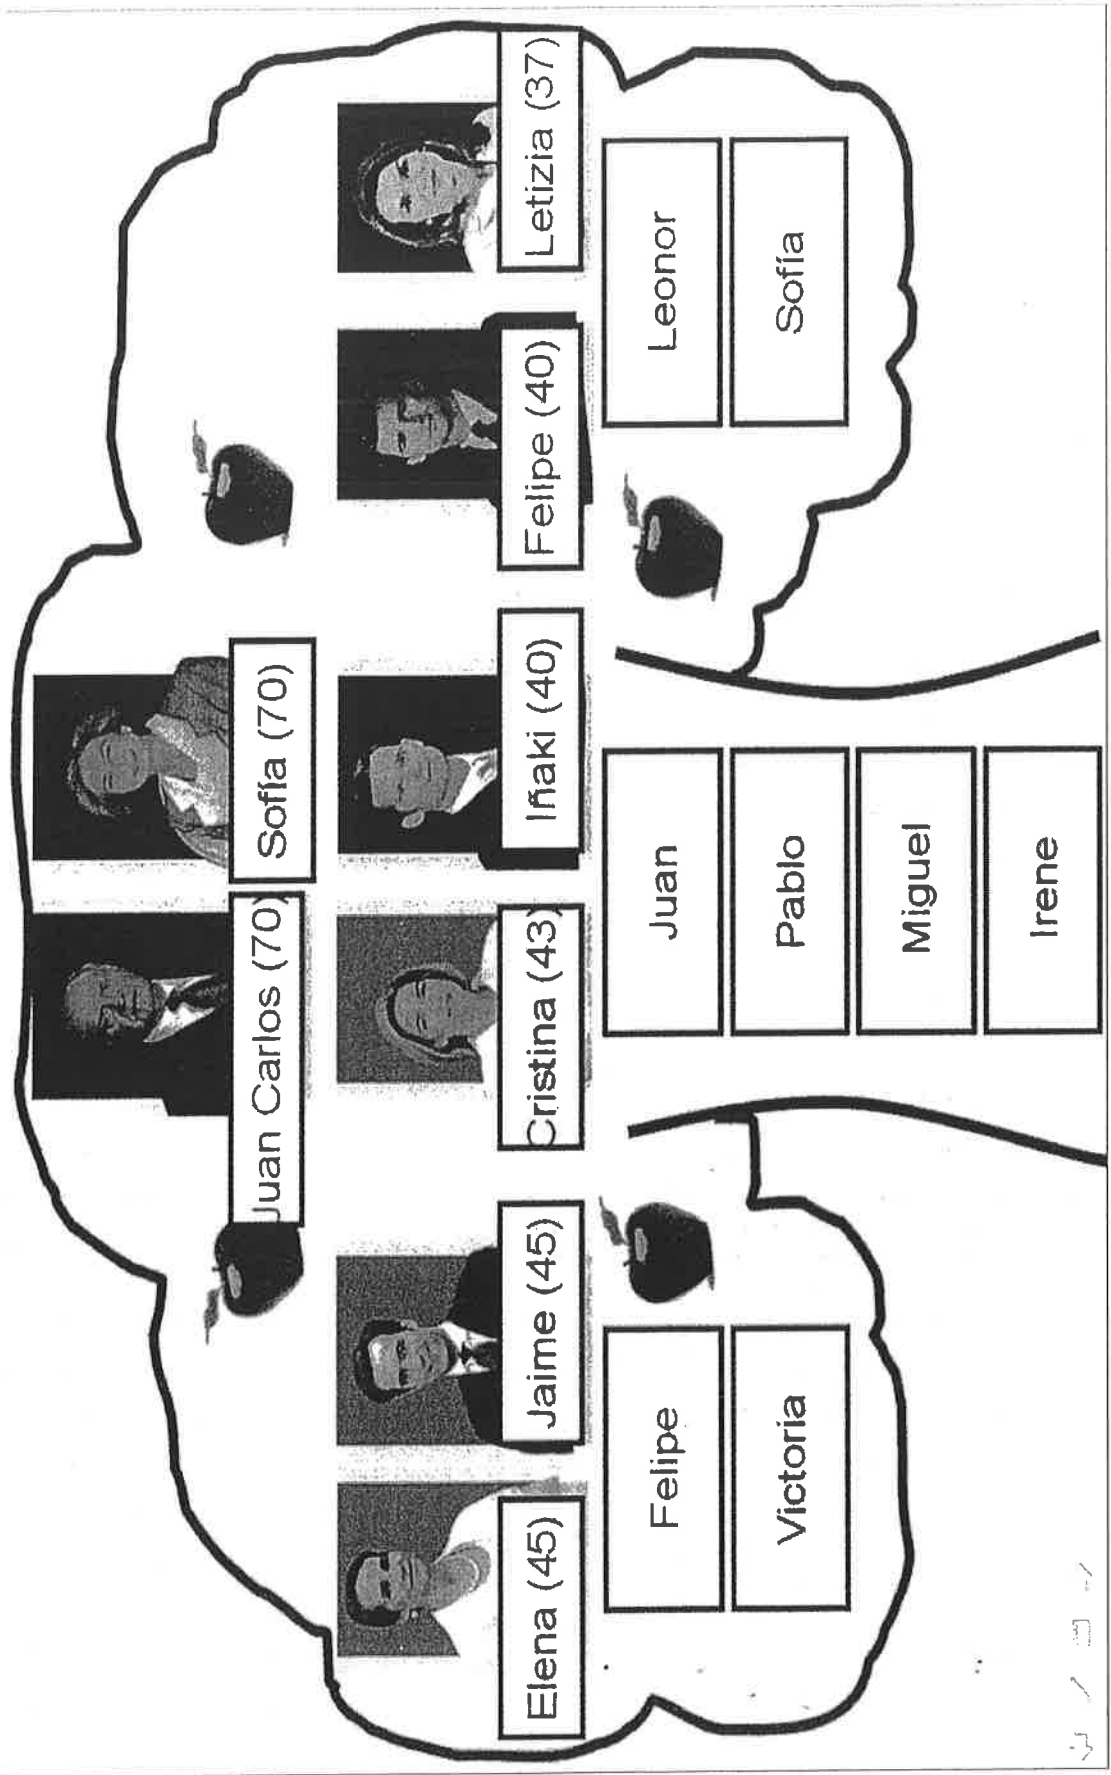 Juan Carlos (70)
Sofía (70)
Elena (45)
Jaime (45)
Cristina (43)
Iñaki (40)
Felipe (40)
Letizia (37)
Felipe
Victoria
Juan
Pablo
Miguel
Irene
Leonor
Sofía